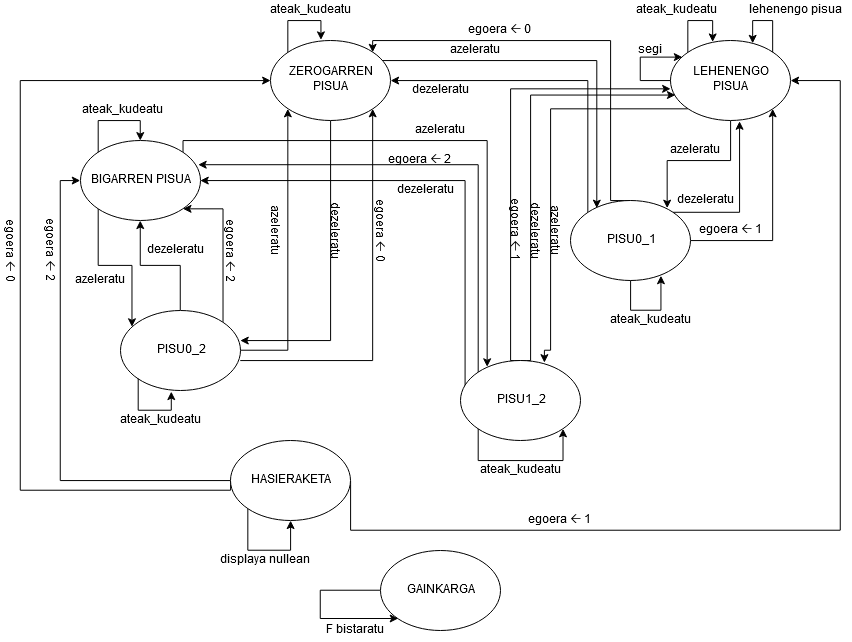 ateak_kudeatu
ateak_kudeatu
lehenengo pisua
egoera ← 0
azeleratu
segi
ZEROGARREN
PISUA
LEHENENGO
PISUA
dezeleratu
ateak_kudeatu
azeleratu
egoera ← 2
azeleratu
BIGARREN PISUA
dezeleratu
dezeleratu
egoera ← 0
egoera ← 2
dezeleratu
egoera ← 2
azeleratu
dezeleratu
egoera ← 0
egoera ← 1
dezeleratu
azeleratu
PISU0_1
egoera ← 1
azeleratu
ateak_kudeatu
PISU0_2
PISU1_2
ateak_kudeatu
ateak_kudeatu
HASIERAKETA
egoera ← 1
displaya nullean
GAINKARGA
F bistaratu